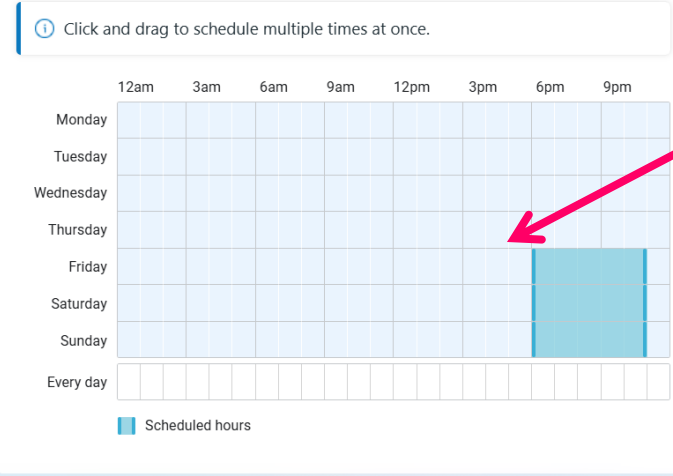 Click and drag to schedule multiple times at once.
12am 3am 6am 9am 12pm 3pm 6pm 9pm
Monday
Tuesday
Wednesday
Thursday
Friday
Saturday
Sunday
Every day
Scheduled hours